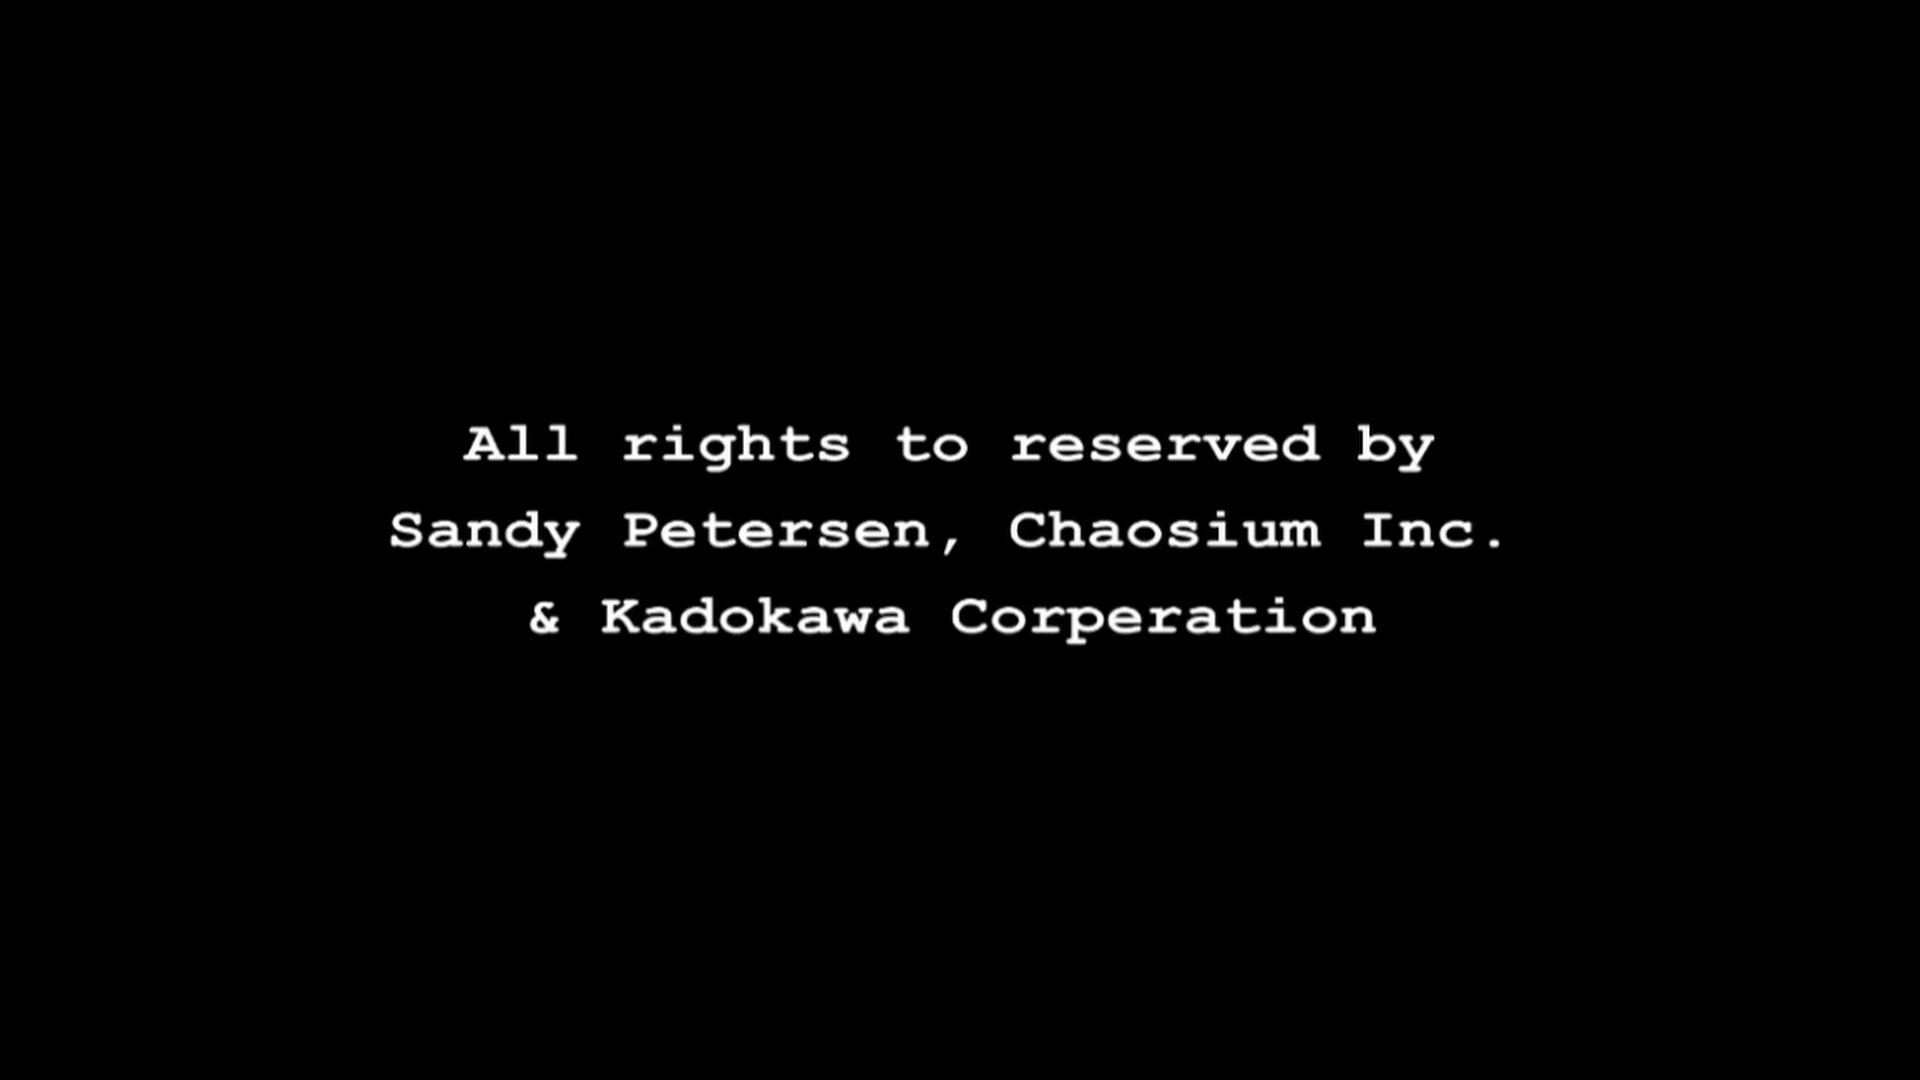 All rights to reserved by
Sandy Petersen, Chaosium Inc.
& Kadokawa Corperation